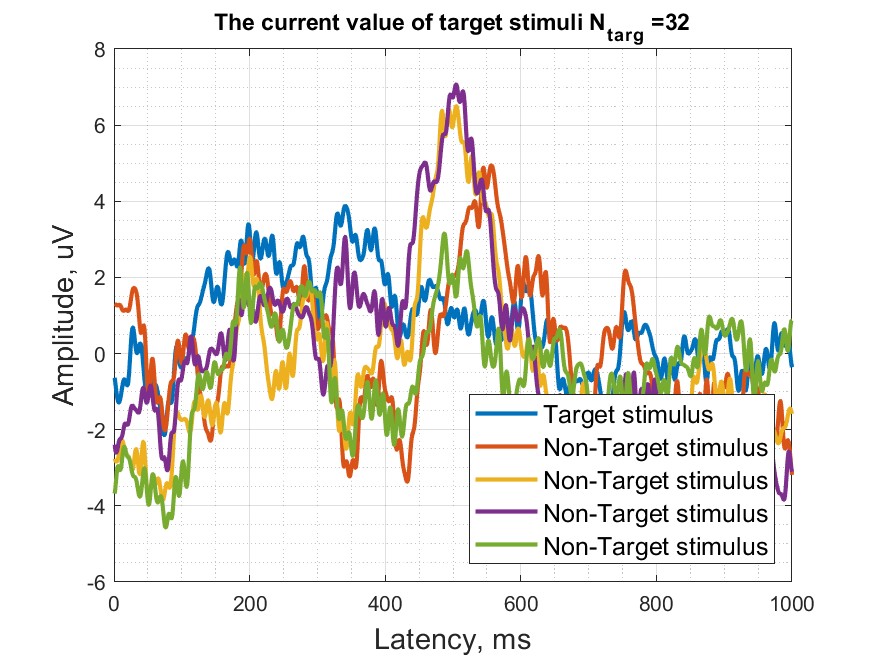 The current value of target stimuli N_targ =32
8
6
4
2
0
-2
-4
-6
Amplitude, uV
Target stimulus
Non-Target stimulus
Non-Target stimulus
Non-Target stimulus
Non-Target stimulus
0 200 400 600 800 1000
Latency, ms